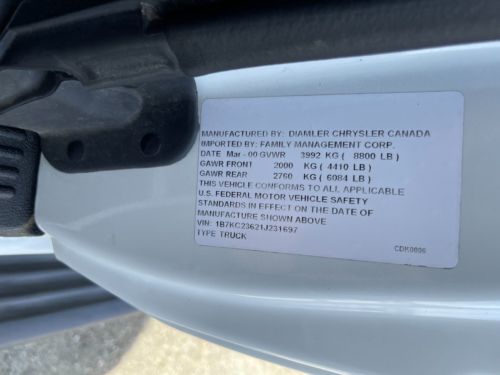 MANUFACTURED BY: DIAMLER CHRYSLER CANADA
IMPORTED BY: FAMILY MANAGEMENT CORP.
DATE Mar - 00 GVWR 3992 KG ( 8800 LB )
GAWR FRONT 2000 KG ( 4410 LB )
GAWR REAR 2760 KG ( 6084 LB )
THIS VEHICLE CONFORMS TO ALL APPLICABLE
U.S. FEDERAL MOTOR VEHICLE SAFETY
STANDARDS IN EFFECT ON THE DATE OF
MANUFACTURE SHOWN ABOVE
VIN: 1B7KC23621J231697
TYPE TRUCK
CDK0006